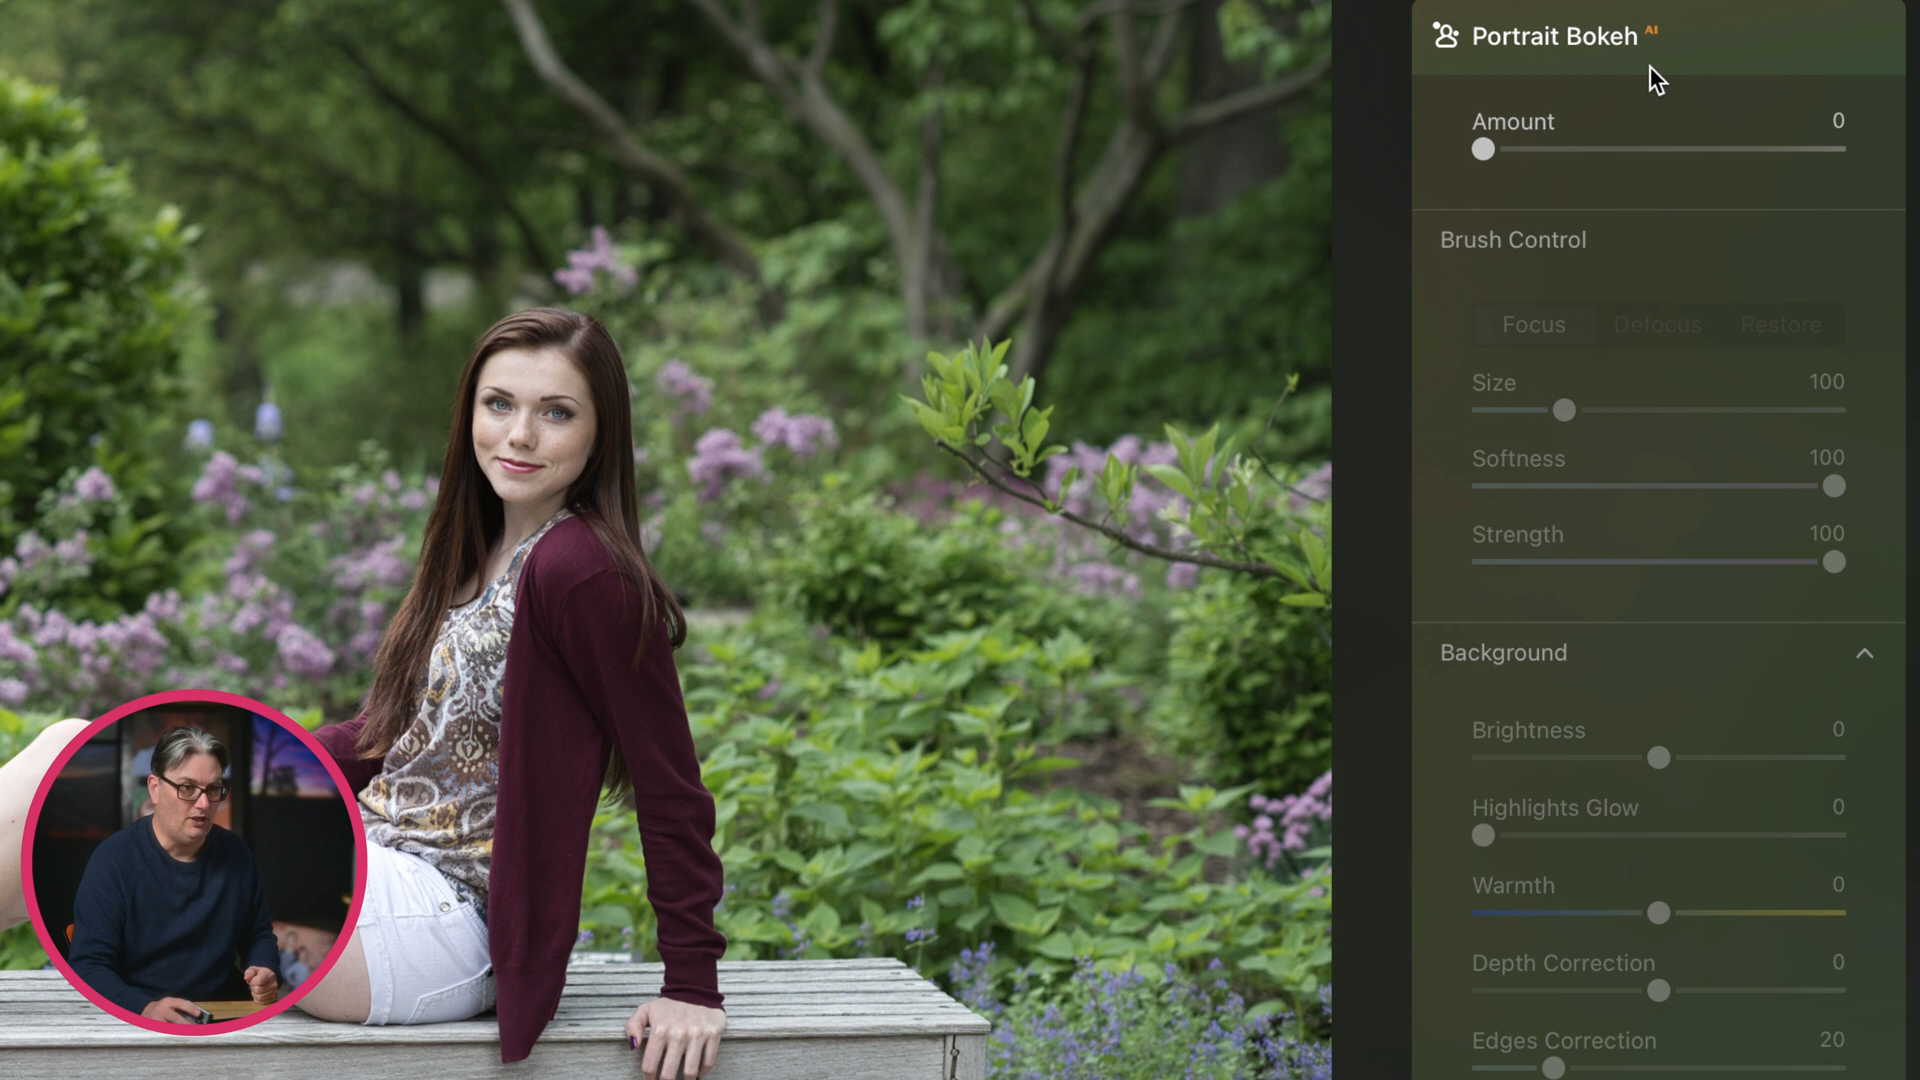 Portrait Bokeh AI
Amount 0
Brush Control
Focus Defocus Restore
Size 100
Softness 100
Strength 100
Background
Brightness 0
Highlights Glow 0
Warmth 0
Depth Correction 0
Edges Correction 20